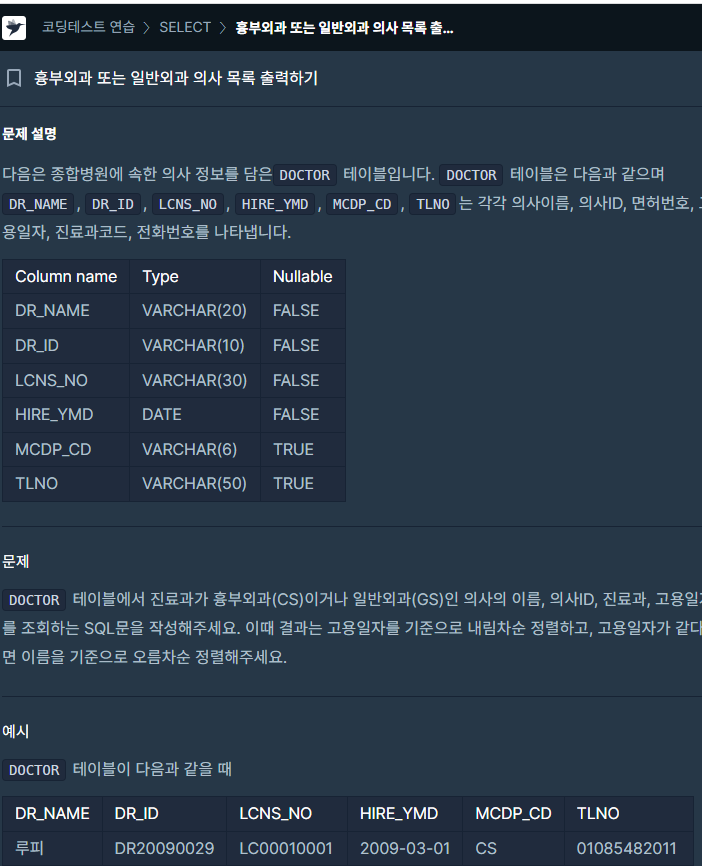 코딩테스트 연습 > SELECT > 흉부외과 또는 일반외과 의사 목록 출...
흉부외과 또는 일반외과 의사 목록 출력하기
문제 설명
다음은 종합병원에 속한 의사 정보를 담은 DOCTOR 테이블입니다. DOCTOR 테이블은 다음과 같으며
DR_NAME, DR_ID, LCNS_NO, HIRE_YMD, MCDP_CD, TLNO는 각각 의사이름, 의사ID, 면허번호,
용일자, 진료과코드, 전화번호를 나타냅니다.
Column name Type Nullable
DR_NAME VARCHAR(20) FALSE
DR_ID VARCHAR(10) FALSE
LCNS_NO VARCHAR(30) FALSE
HIRE_YMD DATE FALSE
MCDP_CD VARCHAR(6) TRUE
TLNO VARCHAR(50) TRUE
문제
DOCTOR 테이블에서 진료과가 흉부외과(CS)이거나 일반외과(GS)인 의사의 이름, 의사ID, 진료과, 고용일자
를 조회하는 SQL문을 작성해주세요. 이때 결과는 고용일자를 기준으로 내림차순 정렬하고, 고용일자가 같다
면 이름을 기준으로 오름차순 정렬해주세요.
예시
DOCTOR 테이블이 다음과 같을 때
DR_NAME DR_ID LCNS_NO HIRE_YMD MCDP_CD TLNO
루피 DR20090029 LC00010001 2009-03-01 CS 01085482011